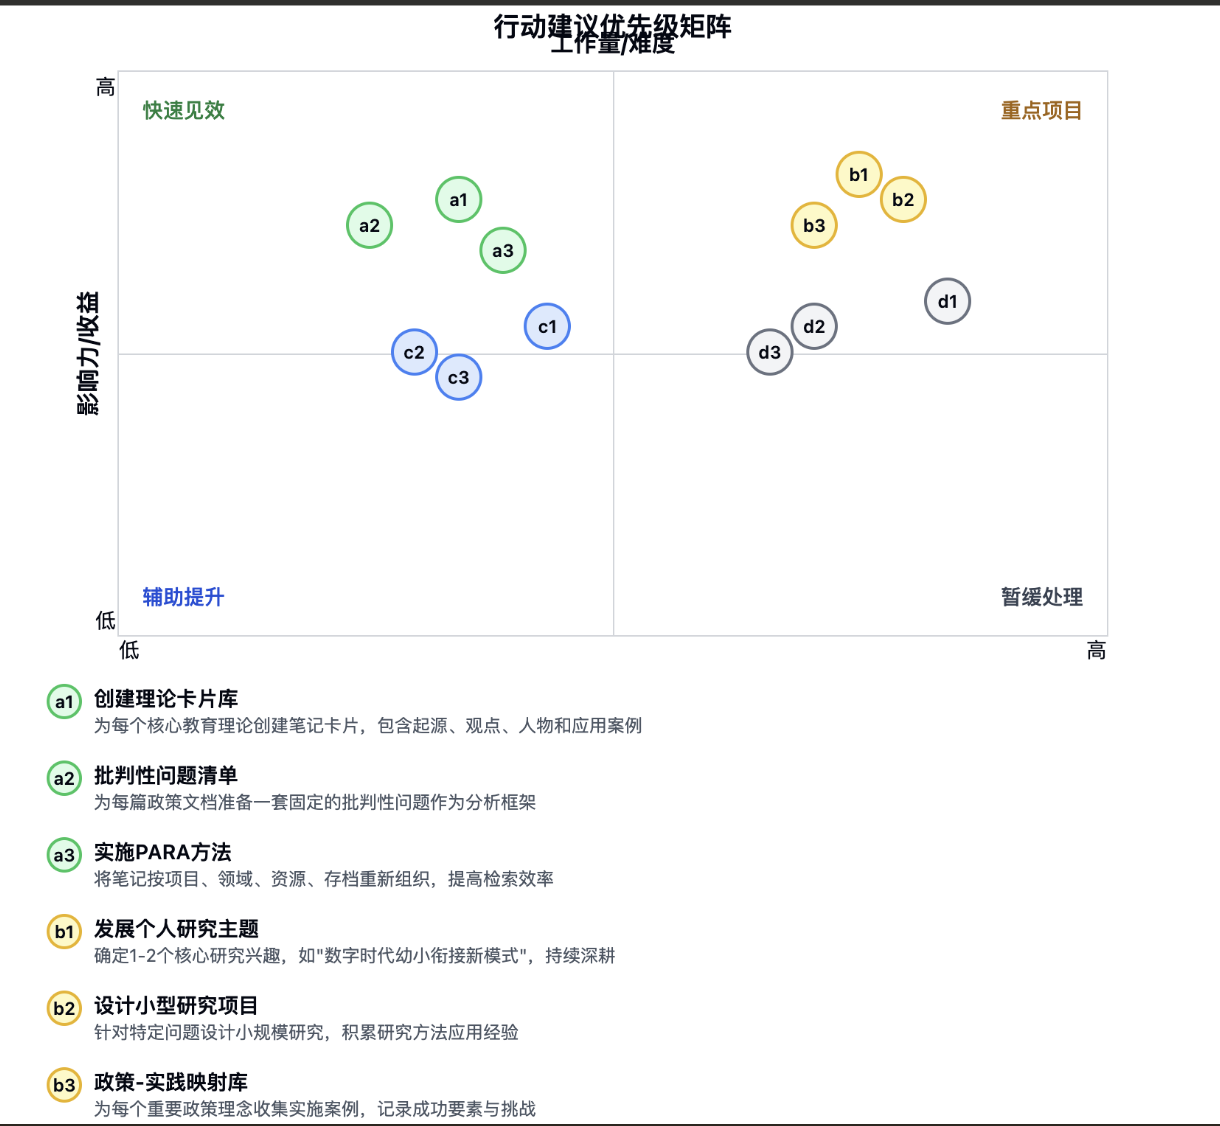 行动建议优先级矩阵
工作量/难度
高
快速见效
重点项目
b1
a1
b2
a2
b3
a3
d1
c1
d2
c2
d3
c3
影响力/收益
辅助提升
暂缓处理
低
低
高
a1 创建理论卡片库
为每个核心教育理论创建笔记卡片，包含起源、观点、人物和应用案例
a2 批判性问题清单
为每篇政策文档准备一套固定的批判性问题作为分析框架
a3 实施PARA方法
将笔记按项目、领域、资源、存档重新组织，提高检索效率
b1 发展个人研究主题
确定1-2个核心研究兴趣，如"数字时代幼小衔接新模式"，持续深耕
b2 设计小型研究项目
针对特定问题设计小规模研究，积累研究方法应用经验
b3 政策-实践映射库
为每个重要政策理念收集实施案例，记录成功要素与挑战